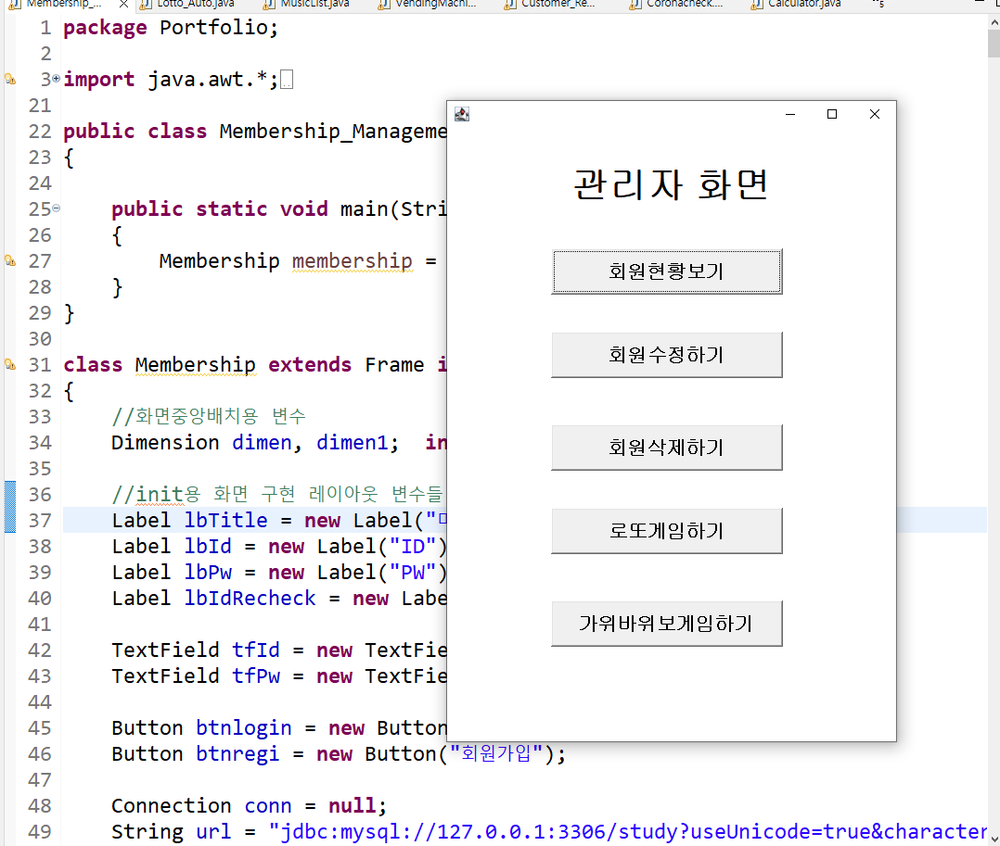 Membership_... Lotto_Auto.java MusicList.java VendingMachi... Customer_Re... Coronacheck.... Calculator.java "5
1 package Portfolio;
2
3 import java.awt.*;
21
22 public class Membership_Manageme
23 {
24
25 public static void main(Stri
26 {
27 Membership membership =
28 }
29 }
30
31 class Membership extends Frame i
32 {
33 //화면중앙배치용 변수
34 Dimension dimen, dimen1; in
35
36 //init용 화면 구현 레이아웃 변수들
37 Label lbTitle = new Label("
38 Label lbId = new Label("ID")
39 Label lbPw = new Label("PW")
40 Label lbIdRecheck = new Labe
41
42 TextField tfId = new TextFie
43 TextField tfPw = new TextFie
44
45 Button btnlogin = new Button
46 Button btnregi = new Button("회원가입");
47
48 Connection conn = null;
49 String url = "jdbc:mysql://127.0.0.1:3306/study?useUnicode=true&character
관리자 화면
회원현황보기
회원수정하기
회원삭제하기
로또게임하기
가위바위보게임하기